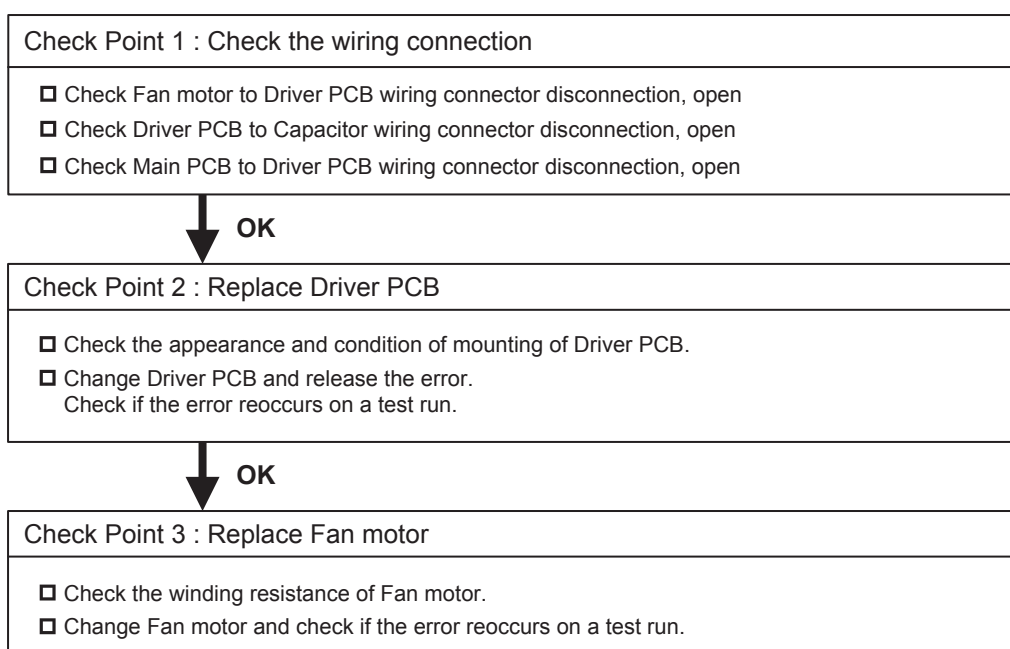 Check Point 1 : Check the wiring connection
Check Fan motor to Driver PCB wiring connector disconnection, open
Check Driver PCB to Capacitor wiring connector disconnection, open
Check Main PCB to Driver PCB wiring connector disconnection, open
OK
Check Point 2 : Replace Driver PCB
Check the appearance and condition of mounting of Driver PCB.
Change Driver PCB and release the error.
Check if the error reoccurs on a test run.
OK
Check Point 3 : Replace Fan motor
Check the winding resistance of Fan motor.
Change Fan motor and check if the error reoccurs on a test run.